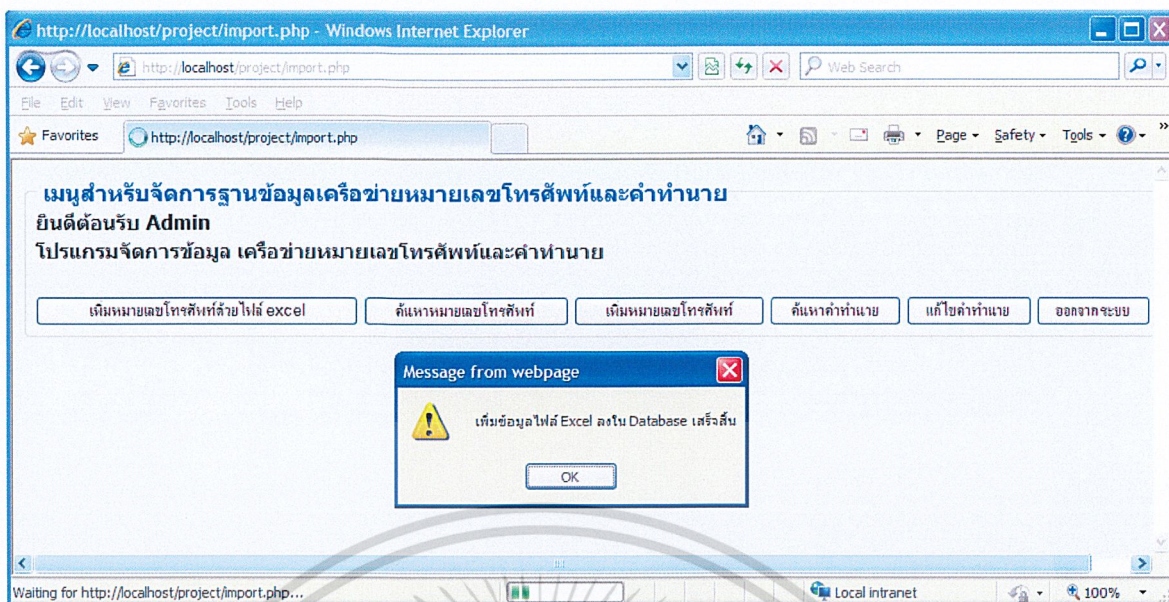 http://localhost/project/import.php - Windows Internet Explorer
http://localhost/project/import.php
Web Search
File Edit View Favorites Tools Help
Favorites http://localhost/project/import.php Page Safety Tools
เมนูสำหรับจัดการฐานข้อมูลเครือข่ายหมายเลขโทรศัพท์และคำทำนาย
ยินดีต้อนรับ Admin
โปรแกรมจัดการข้อมูล เครือข่ายหมายเลขโทรศัพท์และคำทำนาย
เพิ่มหมายเลขโทรศัพท์ด้วยไฟล์ excel ค้นหาหมายเลขโทรศัพท์ เพิ่มหมายเลขโทรศัพท์ ค้นหาคำทำนาย แก้ไขคำทำนาย ออกจากระบบ
Message from webpage
เพิ่มข้อมูลไฟล์ Excel ลงใน Database เสร็จสิ้น
OK
Waiting for http://localhost/project/import.php... Local intranet 100%